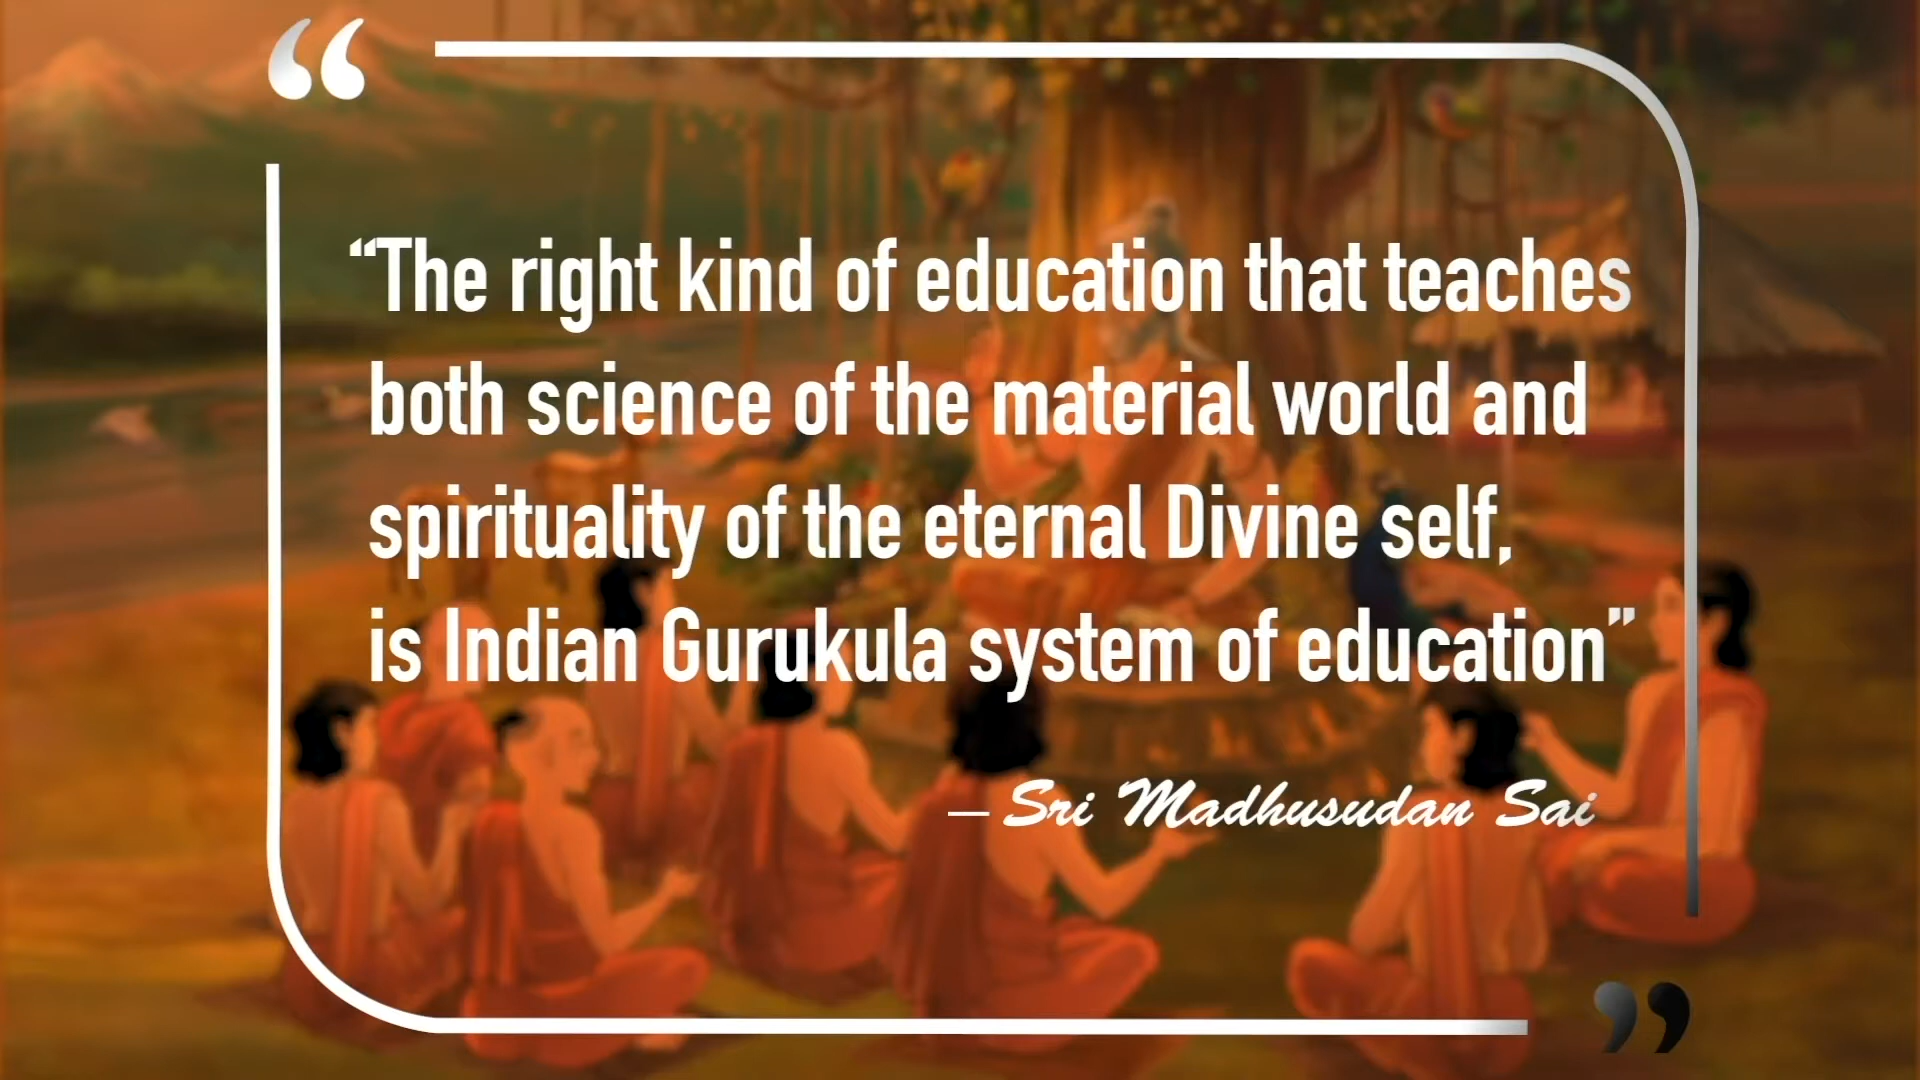 “The right kind of education that teaches
both science of the material world and
spirituality of the eternal Divine self,
is Indian Gurukula system of education”
— Sri Madhusudan Sai